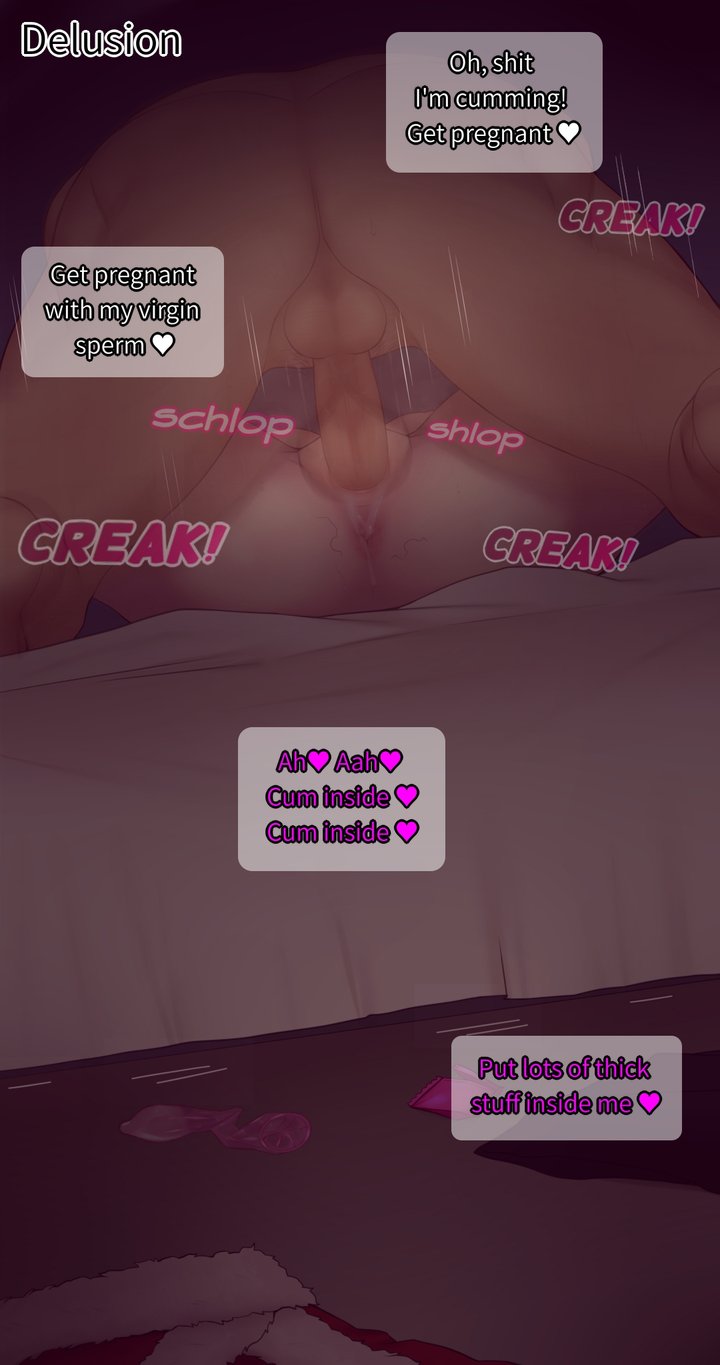 Delusion
Oh, shit
I'm cumming!
Get pregnant ♥
CREAK!
Get pregnant
with my virgin
sperm ♥
schlop
shlop
CREAK!
CREAK!
Ah♥ Aah♥
Cum inside ♥
Cum inside ♥
Put lots of thick
stuff inside me ♥